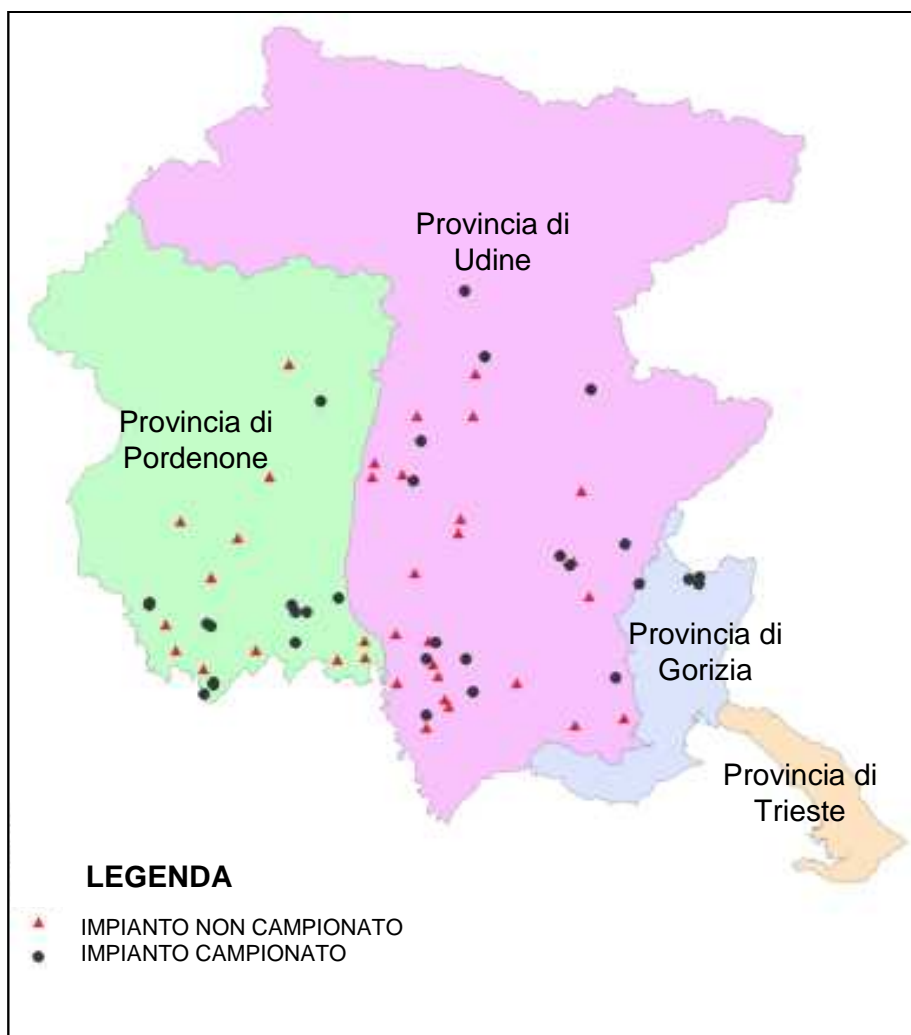 Provincia di
Udine
Provincia di
Pordenone
Provincia di
Gorizia
Provincia di
Trieste
LEGENDA
IMPIANTO NON CAMPIONATO
IMPIANTO CAMPIONATO